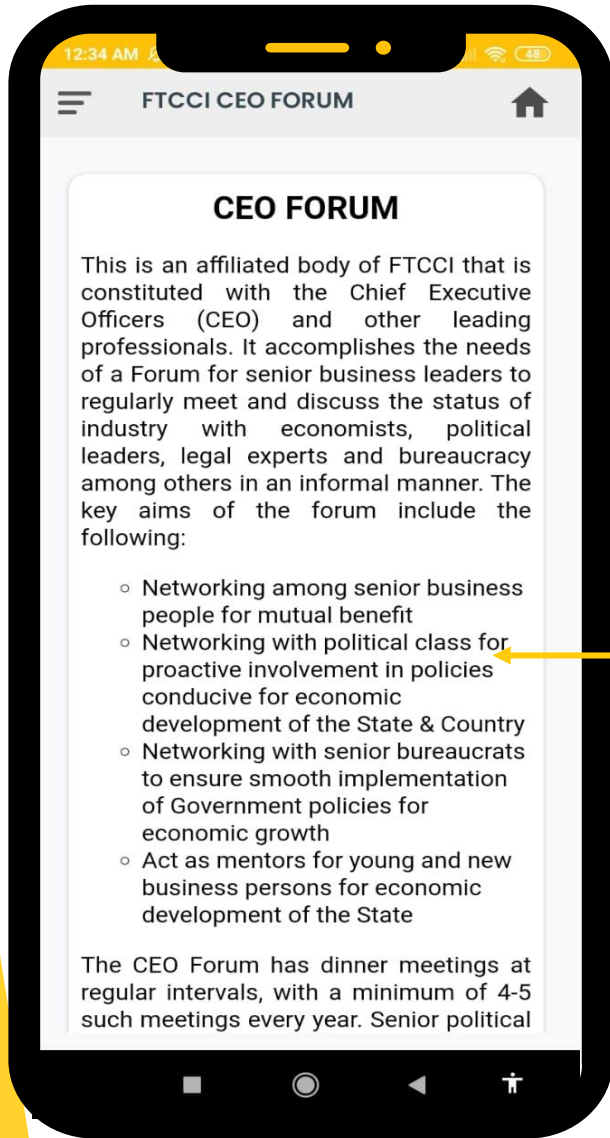 12:34 AM
48
FTCCI CEO FORUM
CEO FORUM
This is an affiliated body of FTCCI that is
constituted with the Chief Executive
Officers (CEO) and other leading
professionals. It accomplishes the needs
of a Forum for senior business leaders to
regularly meet and discuss the status of
industry with economists, political
leaders, legal experts and bureaucracy
among others in an informal manner. The
key aims of the forum include the
following:
Networking among senior business
people for mutual benefit
Networking with political class for
proactive involvement in policies
conducive for economic
development of the State & Country
Networking with senior bureaucrats
to ensure smooth implementation
of Government policies for
economic growth
Act as mentors for young and new
business persons for economic
development of the State
The CEO Forum has dinner meetings at
regular intervals, with a minimum of 4-5
such meetings every year. Senior political